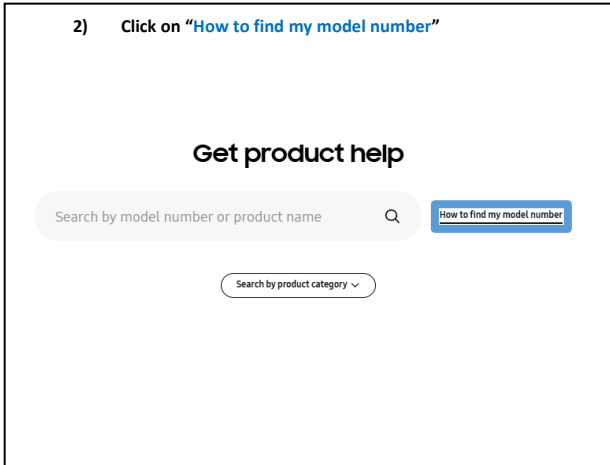 2) Click on “How to find my model number”
Get product help
Search by model number or product name
How to find my model number
Search by product category